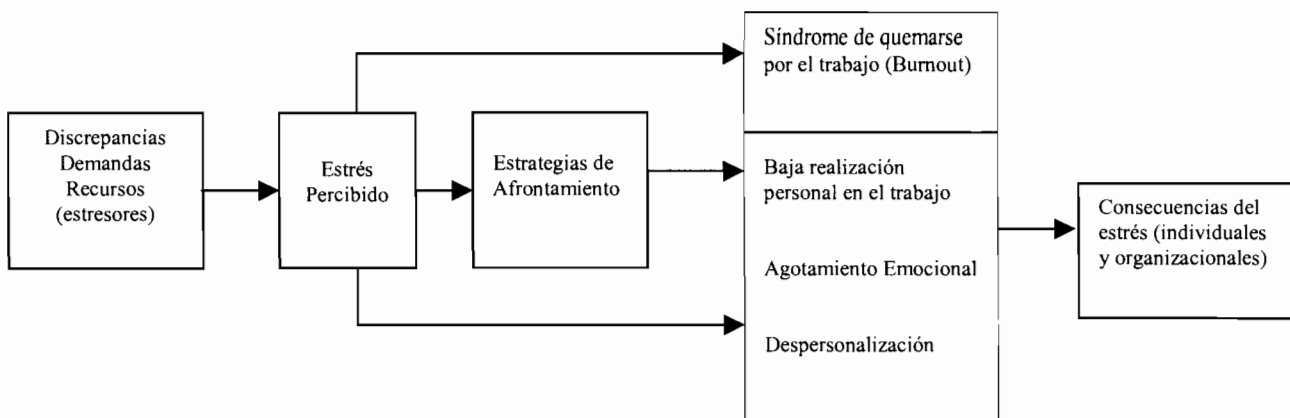 Discrepancias
Demandas
Recursos
(estresores)
Estrés
Percibido
Estrategias de
Afrontamiento
Síndrome de quemarse
por el trabajo (Burnout)
Baja realización
personal en el trabajo
Agotamiento Emocional
Despersonalización
Consecuencias del
estrés (individuales
y organizacionales)